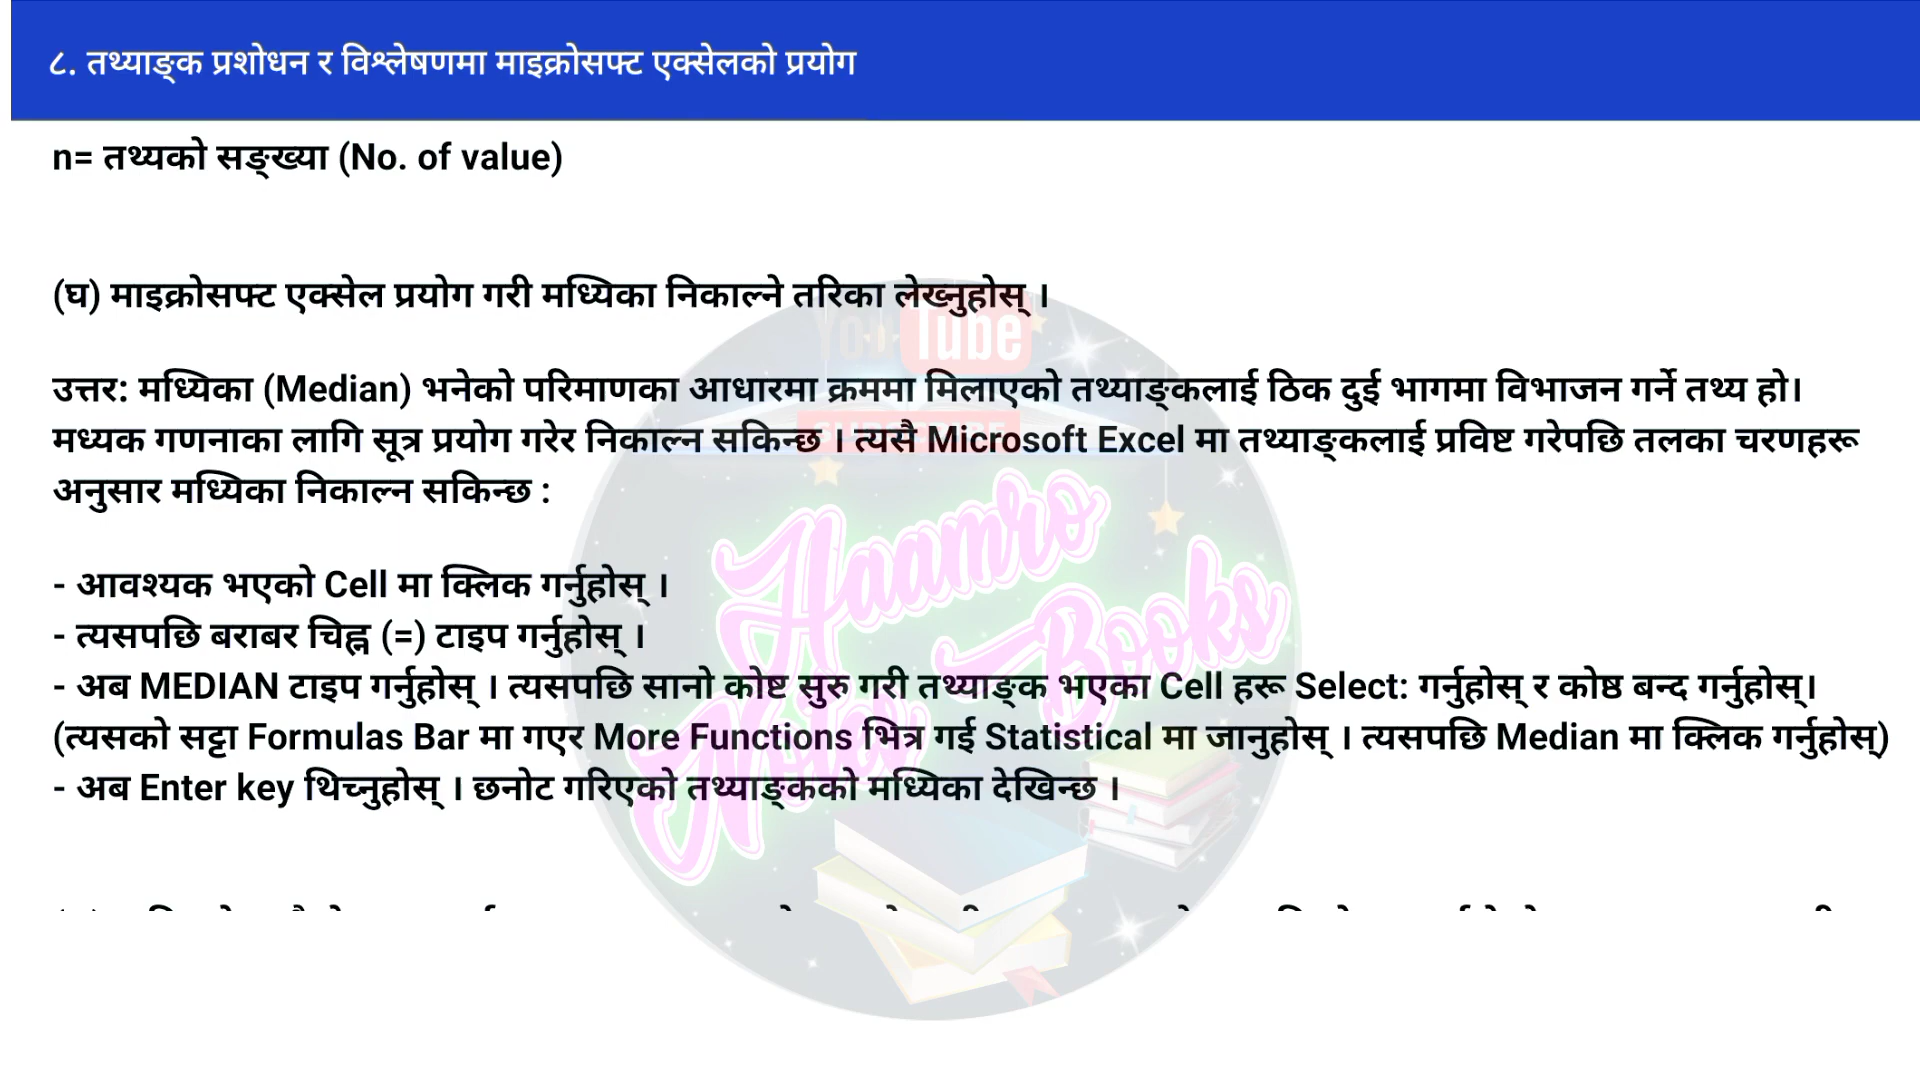 ८. तथ्याङ्क प्रशोधन र विश्लेषणमा माइक्रोसफ्ट एक्सेलको प्रयोग
n= तथ्यको सङ्ख्या (No. of value)
(घ) माइक्रोसफ्ट एक्सेल प्रयोग गरी मध्यिका निकाल्ने तरिका लेख्नुहोस् ।
YouTube
उत्तर: मध्यिका (Median) भनेको परिमाणका आधारमा क्रममा मिलाएको तथ्याङ्कलाई ठिक दुई भागमा विभाजन गर्ने तथ्य हो।
SUBSCRIBE
मध्यक गणनाका लागि सूत्र प्रयोग गरेर निकाल्न सकिन्छ । त्यसै Microsoft Excel मा तथ्याङ्कलाई प्रविष्ट गरेपछि तलका चरणहरू
अनुसार मध्यिका निकाल्न सकिन्छ :
Haamro
- आवश्यक भएको Cell मा क्लिक गर्नुहोस् ।
- त्यसपछि बराबर चिह्न (=) टाइप गर्नुहोस् ।
Books
- अब MEDIAN टाइप गर्नुहोस् । त्यसपछि सानो कोष्ट सुरु गरी तथ्याङ्क भएका Cell हरू Select: गर्नुहोस् र कोष्ठ बन्द गर्नुहोस्।
(त्यसको सट्टा Formulas Bar मा गएर More Functions भित्र गई Statistical मा जानुहोस् । त्यसपछि Median मा क्लिक गर्नुहोस्)
Notes
- अब Enter key थिच्नुहोस् । छनोट गरिएको तथ्याङ्कको मध्यिका देखिन्छ ।